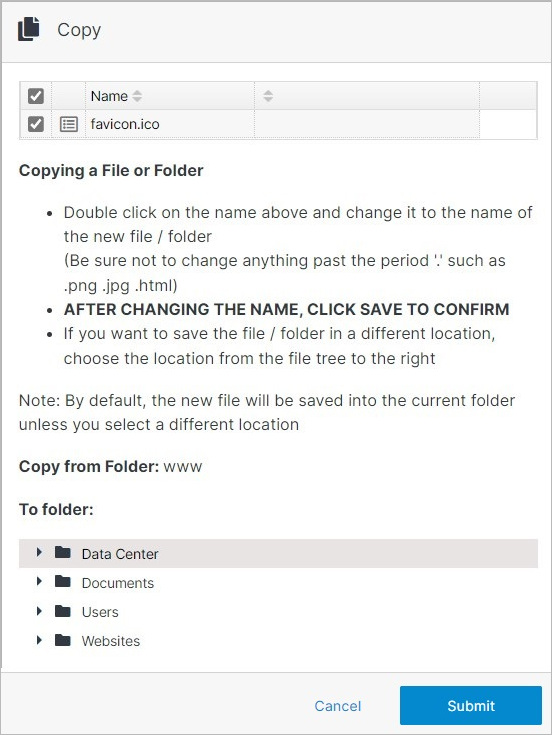 Copy
Name
favicon.ico
Copying a File or Folder
• Double click on the name above and change it to the name of
the new file / folder
(Be sure not to change anything past the period '.' such as
.png .jpg .html)
• AFTER CHANGING THE NAME, CLICK SAVE TO CONFIRM
• If you want to save the file / folder in a different location,
choose the location from the file tree to the right
Note: By default, the new file will be saved into the current folder
unless you select a different location
Copy from Folder: www
To folder:
Data Center
Documents
Users
Websites
Cancel Submit